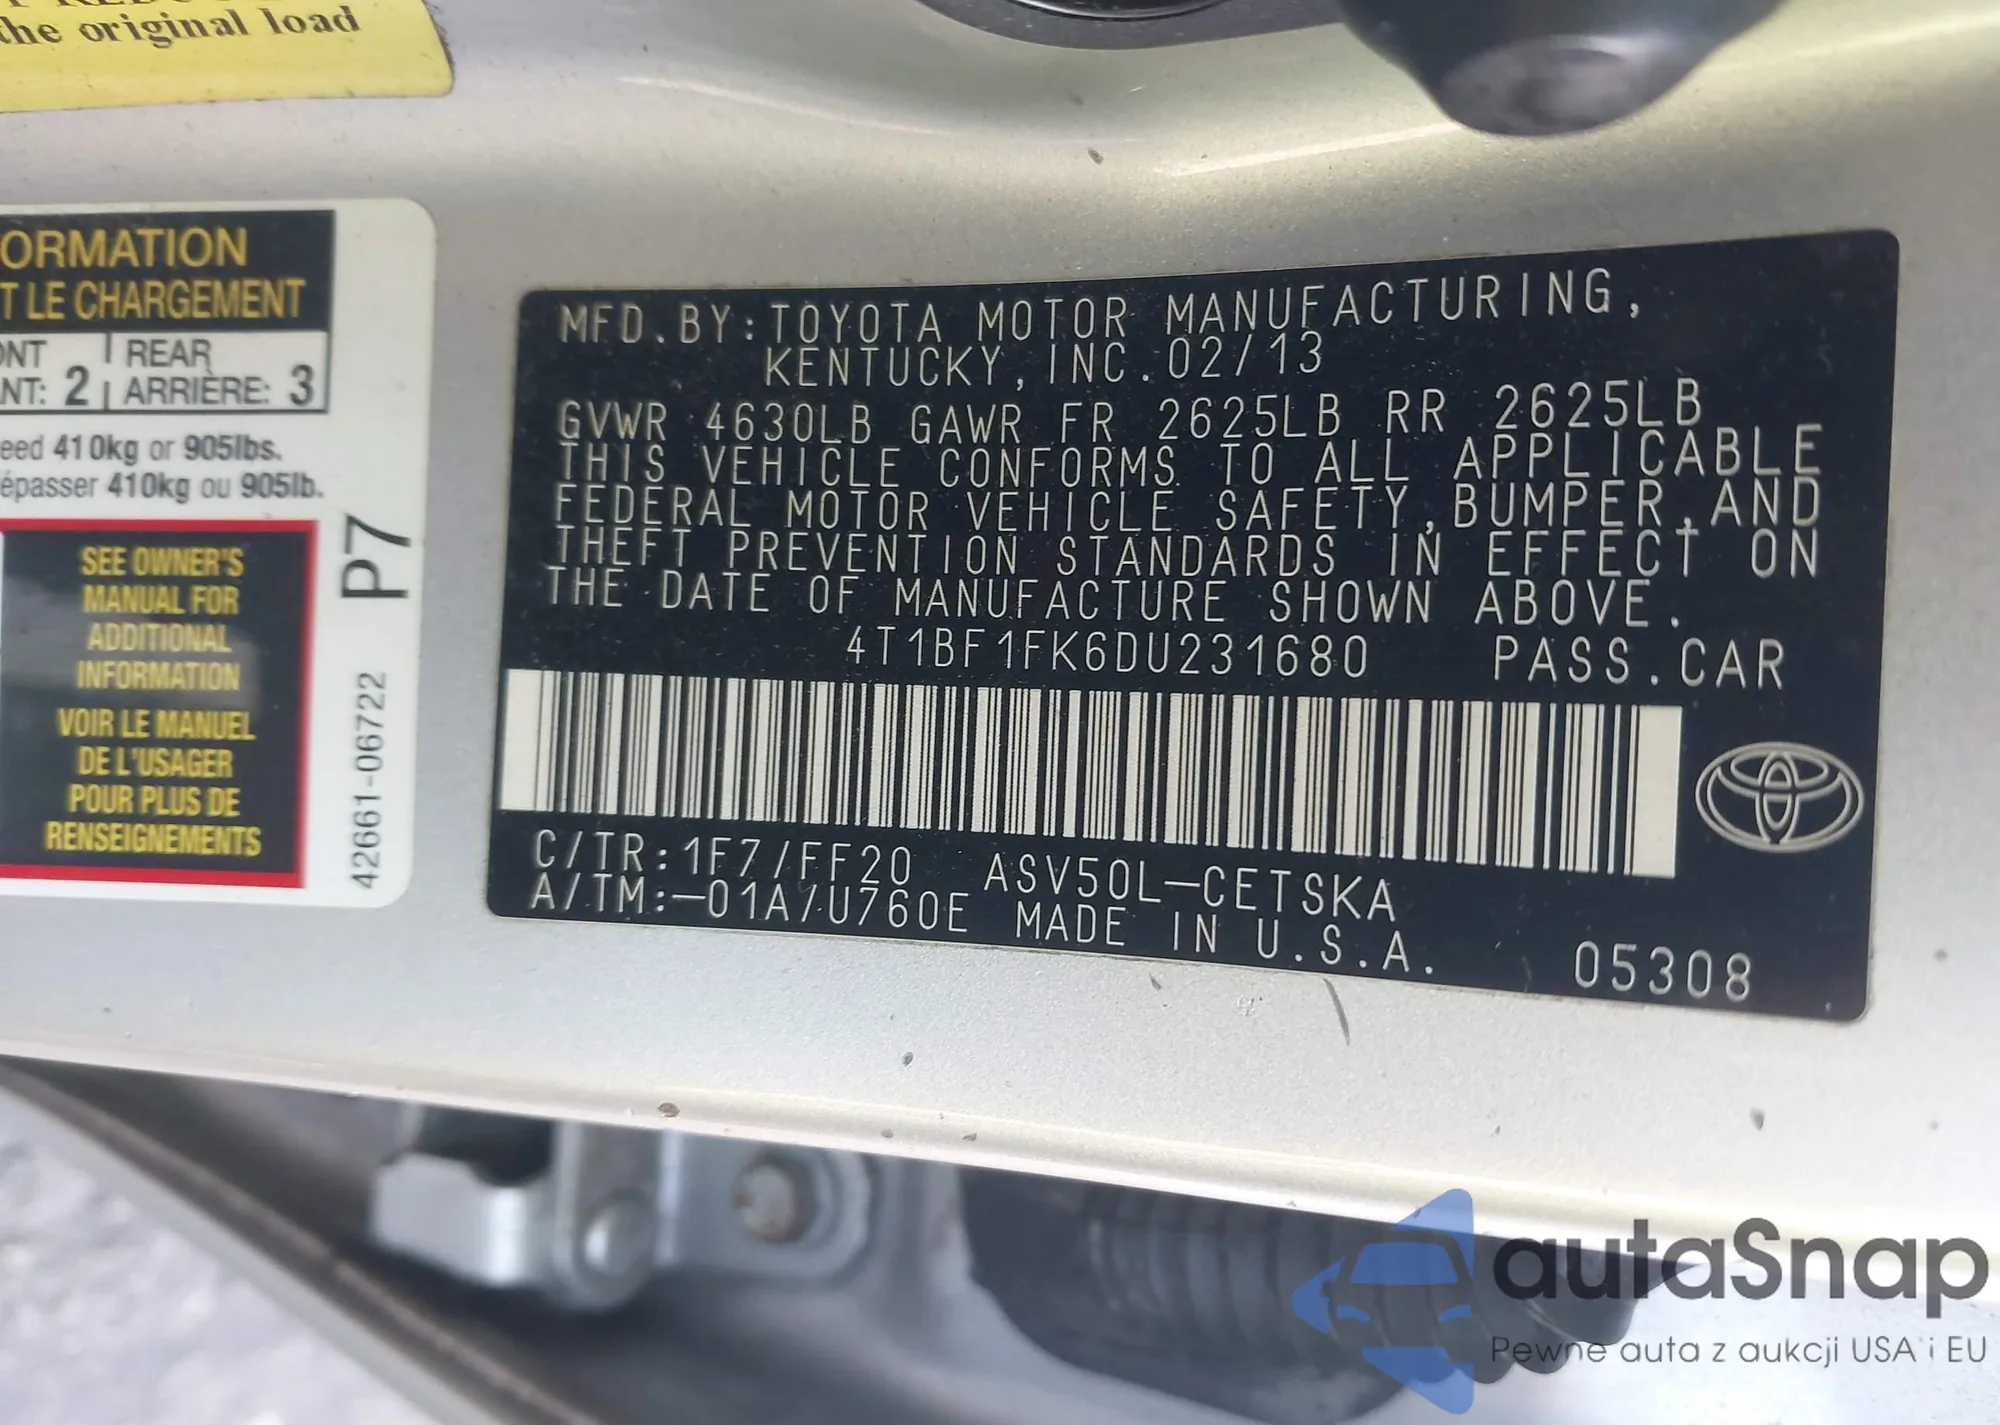 the original load
ORMATION
T LE CHARGEMENT
ONT REAR
NT: 2 ARRIÈRE: 3
eed 410kg or 905lbs.
épasser 410kg ou 905lb.
SEE OWNER'S
MANUAL FOR
ADDITIONAL
INFORMATION
VOIR LE MANUEL
DE L'USAGER
POUR PLUS DE
RENSEIGNEMENTS
P7
42661-06722
MFD.BY:TOYOTA MOTOR MANUFACTURING,
KENTUCKY,INC.02/13
GVWR 4630LB GAWR FR 2625LB RR 2625LB
THIS VEHICLE CONFORMS TO ALL APPLICABLE
FEDERAL MOTOR VEHICLE SAFETY,BUMPER,AND
THEFT PREVENTION STANDARDS IN EFFECT ON
THE DATE OF MANUFACTURE SHOWN ABOVE.
4T1BF1FK6DU231680 PASS.CAR
C/TR:1F7/FF20 ASV50L-CETSKA
A/TM:-01A/U760E MADE IN U.S.A. 05308
autaSnap
Pewne auta z aukcji USA i EU